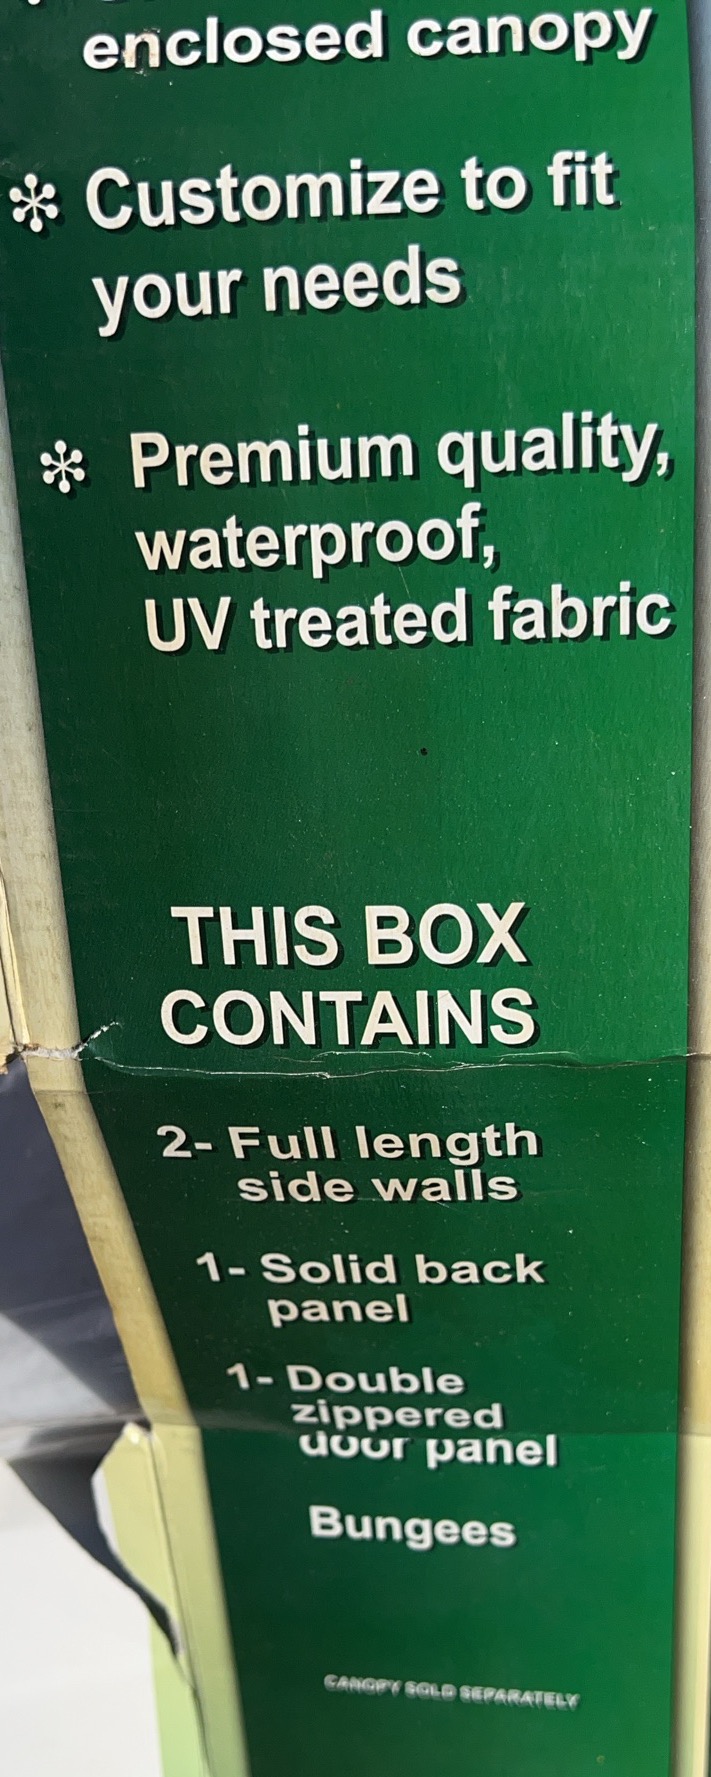 enclosed canopy
Customize to fit
your needs
Premium quality,
waterproof,
UV treated fabric
THIS BOX
CONTAINS
2- Full length
side walls
1- Solid back
panel
1- Double
zippered
door panel
Bungees
CANOPY SOLD SEPARATELY